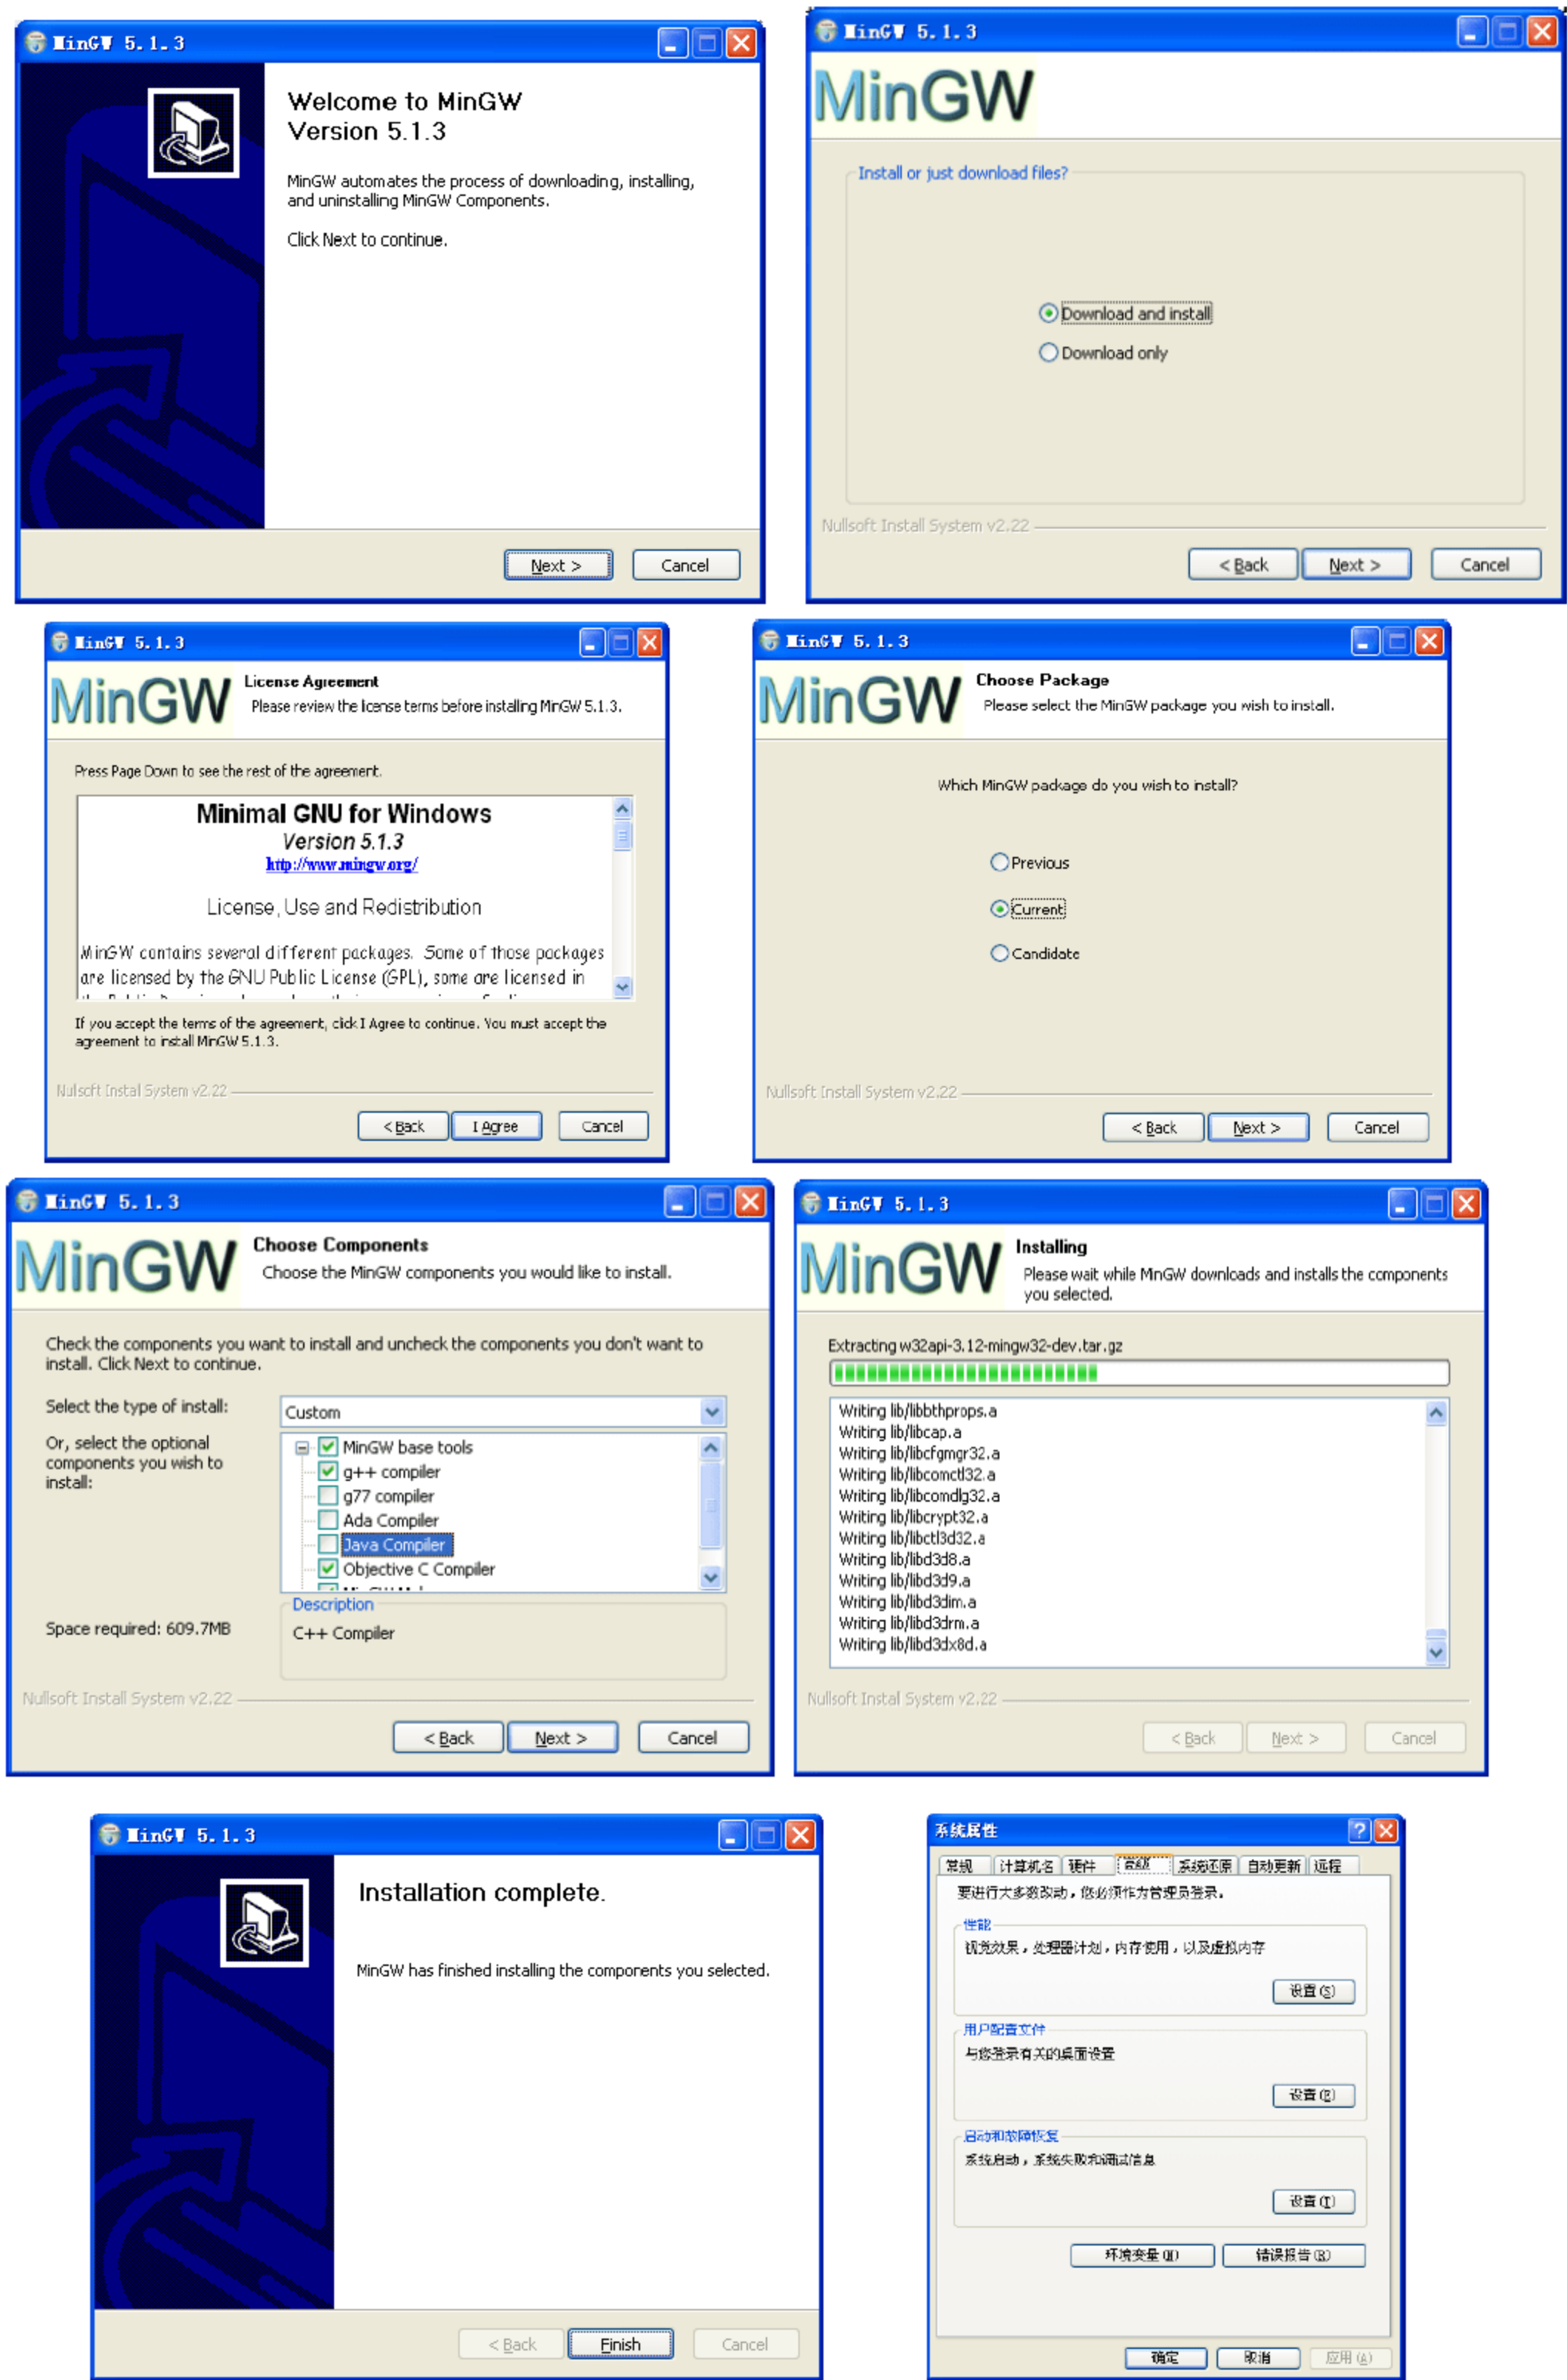 MinGW 5.1.3
Welcome to MinGW
Version 5.1.3
MinGW automates the process of downloading, installing,
and uninstalling MinGW Components.
Click Next to continue.
Next >
Cancel
MinGW 5.1.3
MinGW
Install or just download files?
Download and install
Download only
Nullsoft Install System v2.22
< Back
Next >
Cancel
MinGW 5.1.3
MinGW
License Agreement
Please review the license terms before installing MinGW 5.1.3.
Press Page Down to see the rest of the agreement.
Minimal GNU for Windows
Version 5.1.3
http://www.mingw.org/
License, Use and Redistribution
MinGW contains several different packages. Some of those packages
are licensed by the GNU Public License (GPL), some are licensed in
If you accept the terms of the agreement, click I Agree to continue. You must accept the
agreement to install MinGW 5.1.3.
Nullsoft Install System v2.22
< Back
I Agree
Cancel
MinGW 5.1.3
MinGW
Choose Package
Please select the MinGW package you wish to install.
Which MinGW package do you wish to install?
Previous
Current
Candidate
Nullsoft Install System v2.22
< Back
Next >
Cancel
MinGW 5.1.3
MinGW
Choose Components
Choose the MinGW components you would like to install.
Check the components you want to install and uncheck the components you don't want to
install. Click Next to continue.
Select the type of install:
Custom
Or, select the optional
components you wish to
install:
MinGW base tools
g++ compiler
g77 compiler
Ada Compiler
Java Compiler
Objective C Compiler
Space required: 609.7MB
Description
C++ Compiler
Nullsoft Install System v2.22
< Back
Next >
Cancel
MinGW 5.1.3
MinGW
Installing
Please wait while MinGW downloads and installs the components
you selected.
Extracting w32api-3.12-mingw32-dev.tar.gz
Writing lib/libbthprops.a
Writing lib/libcap.a
Writing lib/libcfgmgr32.a
Writing lib/libcomctl32.a
Writing lib/libcomdlg32.a
Writing lib/libcrypt32.a
Writing lib/libctl3d32.a
Writing lib/libd3d8.a
Writing lib/libd3d9.a
Writing lib/libd3dim.a
Writing lib/libd3drm.a
Writing lib/libd3dx8d.a
Nullsoft Install System v2.22
< Back
Next >
Cancel
MinGW 5.1.3
Installation complete.
MinGW has finished installing the components you selected.
< Back
Finish
Cancel
系统属性
常规 计算机名 硬件 高级 系统还原 自动更新 远程
要进行大多数改动，您必须作为管理员登录。
性能
视觉效果，处理器计划，内存使用，以及虚拟内存
设置(S)
用户配置文件
与您登录有关的桌面设置
设置(E)
启动和故障恢复
系统启动，系统失败和调试信息
设置(T)
环境变量(N)
错误报告(R)
确定
取消
应用(A)